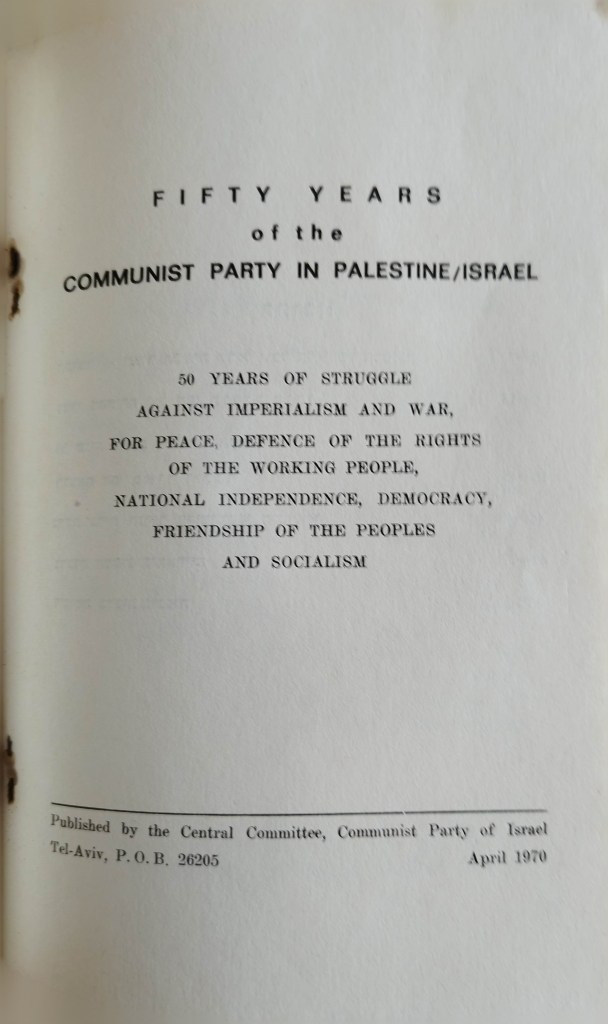 FIFTY YEARS
of the
COMMUNIST PARTY IN PALESTINE/ISRAEL
50 YEARS OF STRUGGLE
AGAINST IMPERIALISM AND WAR,
FOR PEACE, DEFENCE OF THE RIGHTS
OF THE WORKING PEOPLE,
NATIONAL INDEPENDENCE, DEMOCRACY,
FRIENDSHIP OF THE PEOPLES
AND SOCIALISM
Published by the Central Committee, Communist Party of Israel
Tel-Aviv, P.O.B. 26205 April 1970